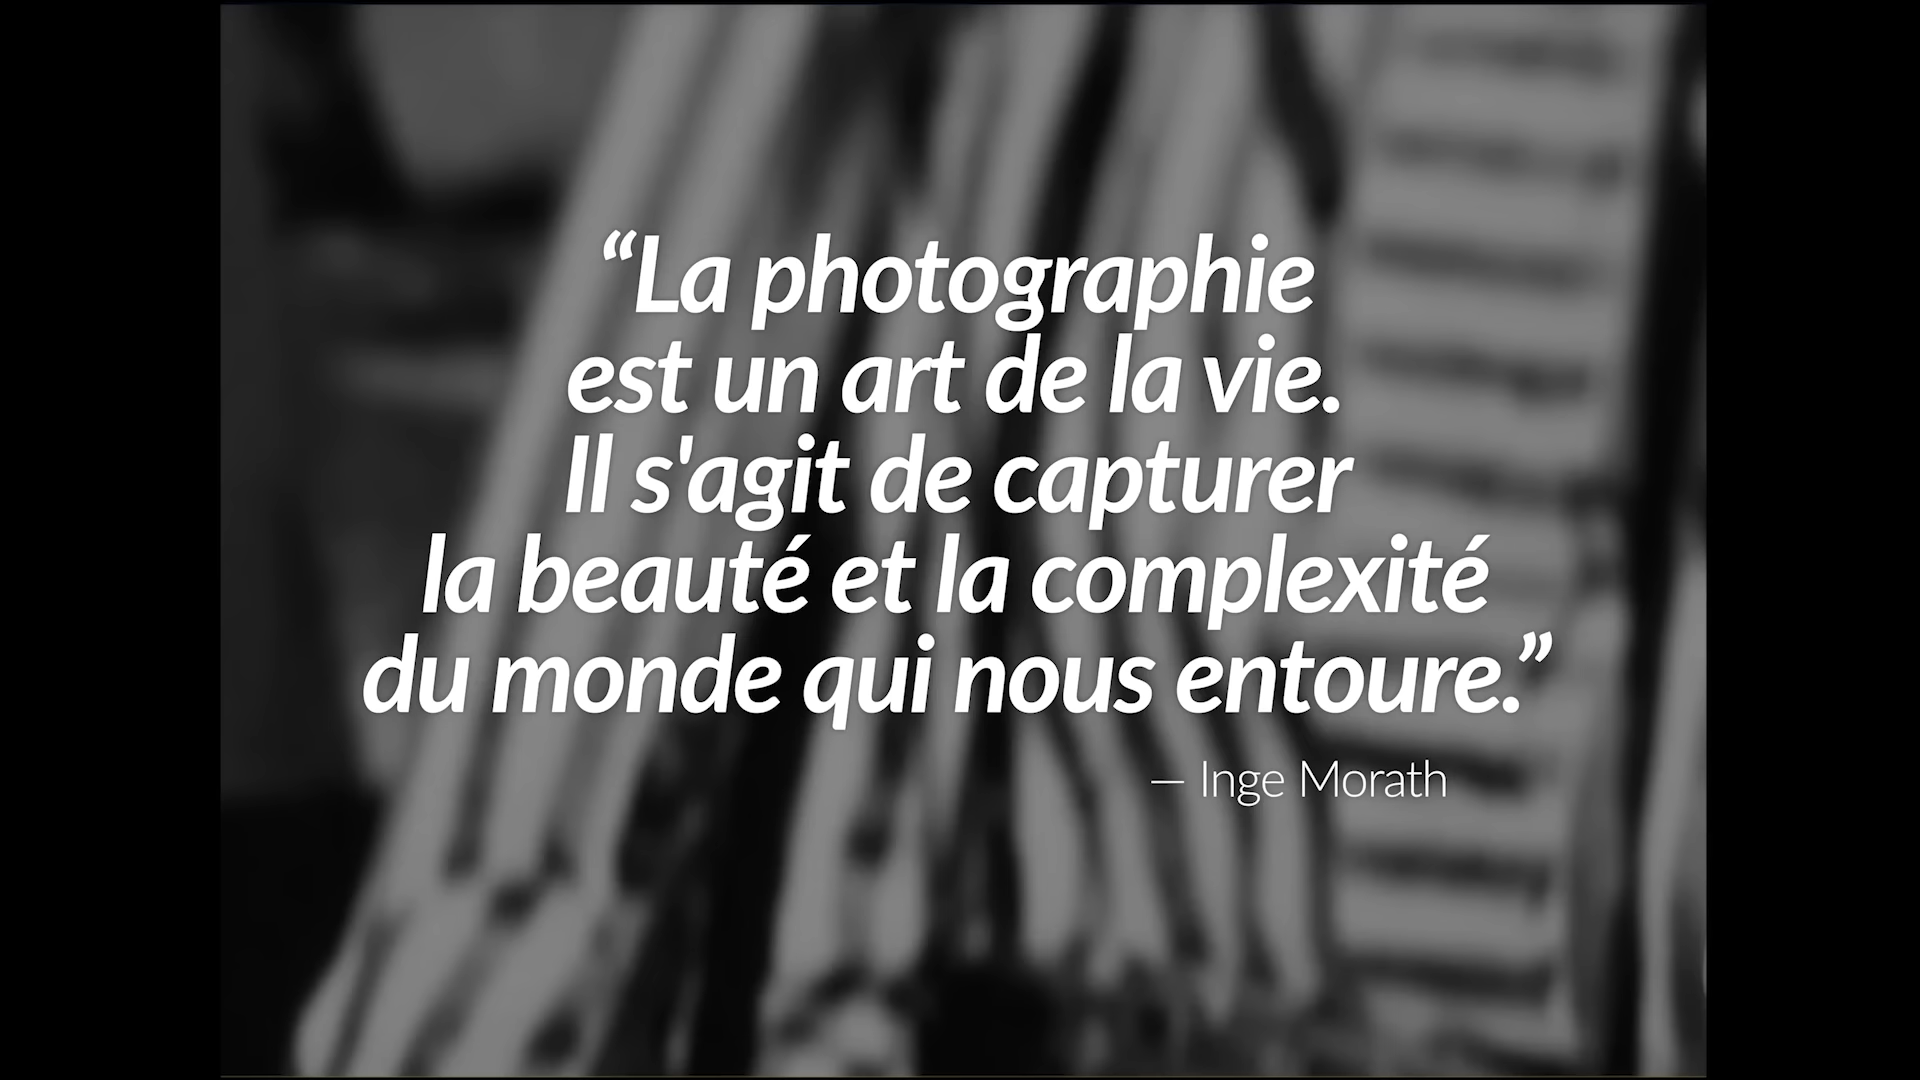 “La photographie
est un art de la vie.
Il s'agit de capturer
la beauté et la complexité
du monde qui nous entoure.”
— Inge Morath